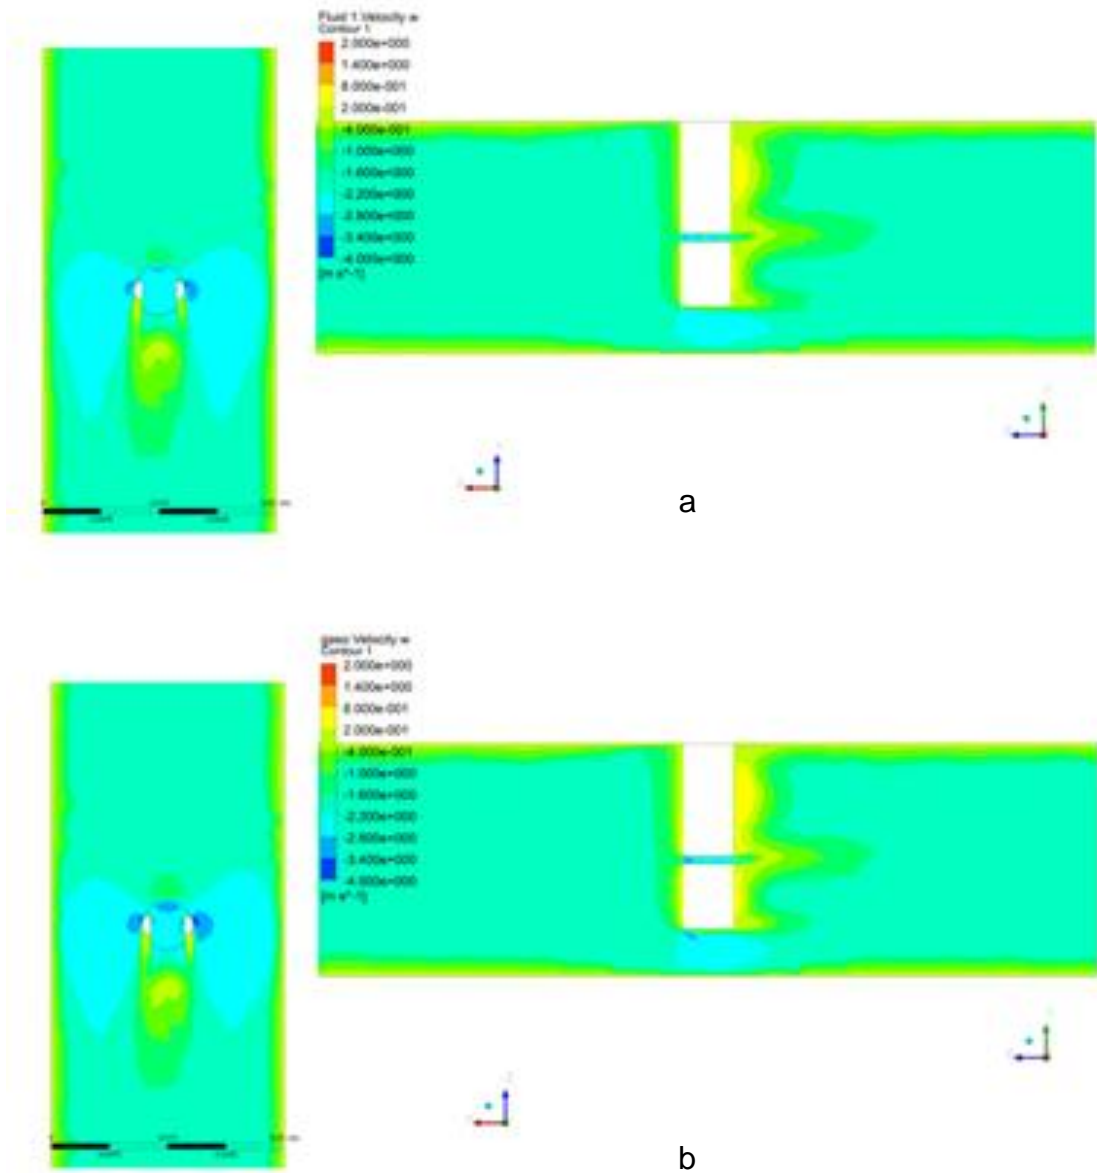 Fluid 1 Velocity w
Contour 1
2.000e+000
1.400e+000
8.000e-001
2.000e-001
-4.000e-001
-1.000e+000
-1.600e+000
-2.200e+000
-2.800e+000
-3.400e+000
-4.000e+000
[m s^-1]
a
Velocity w
Contour 1
2.000e+000
1.400e+000
8.000e-001
2.000e-001
-4.000e-001
-1.000e+000
-1.600e+000
-2.200e+000
-2.800e+000
-3.400e+000
-4.000e+000
[m s^-1]
b